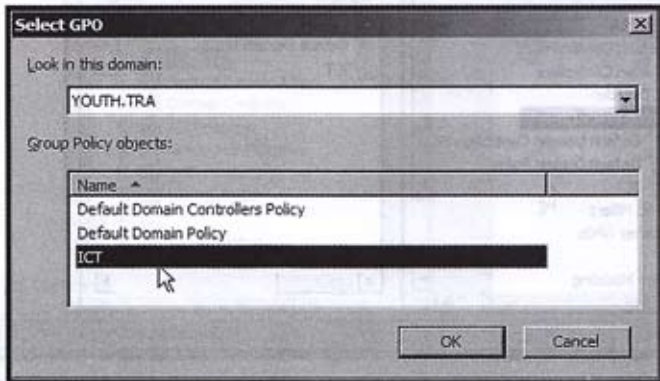 Select GPO
Look in this domain:
YOUTH.TRA
Group Policy objects:
Name
Default Domain Controllers Policy
Default Domain Policy
ICT
OK
Cancel